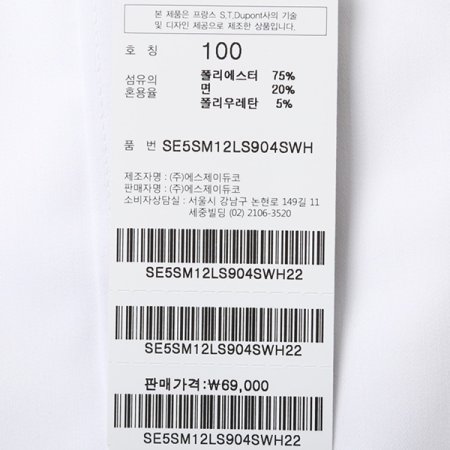 본 제품은 프랑스 S.T.Dupont사의 기술
및 디자인 제공으로 제조한 상품입니다.
호 칭 100
섬유의 폴리에스터 75%
혼용율 면 20%
폴리우레탄 5%
품 번 SE5SM12LS904SWH
제조자명 : (주)에스제이듀코
판매자명 : (주)에스제이듀코
소비자상담실 : 서울시 강남구 논현로 149길 11
세중빌딩 (02) 2106-3520
SE5SM12LS904SWH22
SE5SM12LS904SWH22
판매가격:₩69,000
SE5SM12LS904SWH22